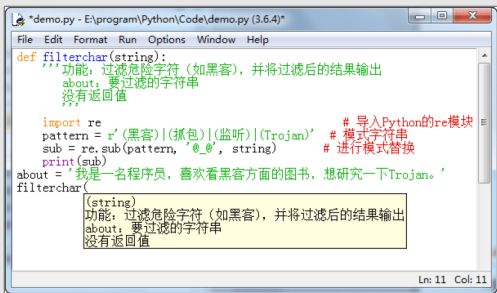 *demo.py - E:\program\Python\Code\demo.py (3.6.4)*
File Edit Format Run Options Window Help
def filterchar(string):
    '''功能：过滤危险字符（如黑客），并将过滤后的结果输出
       about：要过滤的字符串
       没有返回值
       '''
    import re                                # 导入Python的re模块
    pattern = r'(黑客)|(抓包)|(监听)|(Trojan)'  # 模式字符串
    sub = re.sub(pattern, '@_@', string)      # 进行模式替换
    print(sub)
about = '我是一名程序员，喜欢看黑客方面的图书，想研究一下Trojan。'
filterchar(
(string)
功能：过滤危险字符（如黑客），并将过滤后的结果输出
about：要过滤的字符串
没有返回值
Ln: 11 Col: 11